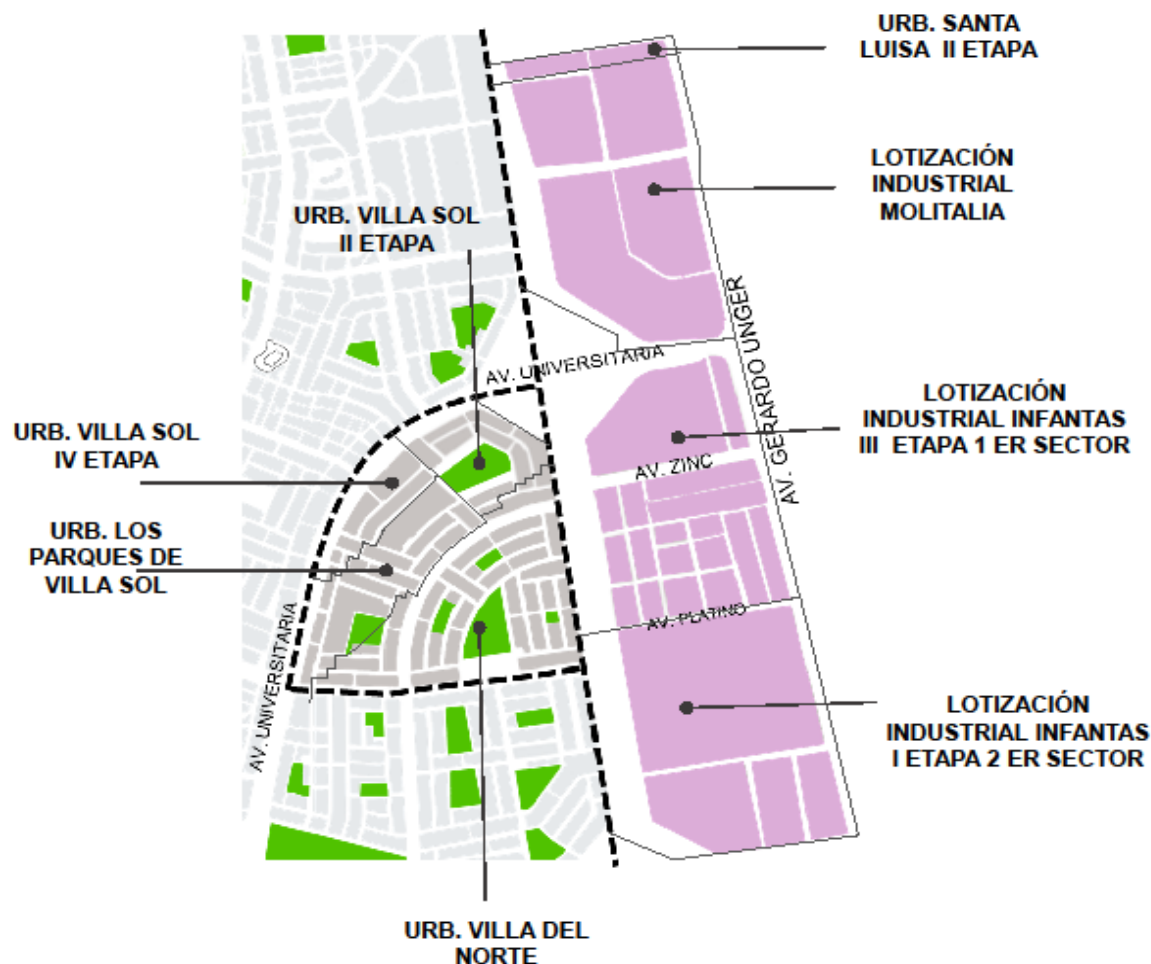 URB. SANTA
LUISA II ETAPA
LOTIZACIÓN
INDUSTRIAL
MOLITALIA
URB. VILLA SOL
II ETAPA
AV. UNIVERSITARIA
AV. GERARDO UNGER
LOTIZACIÓN
INDUSTRIAL INFANTAS
III ETAPA 1 ER SECTOR
URB. VILLA SOL
IV ETAPA
AV. ZINC
URB. LOS
PARQUES DE
VILLA SOL
AV. PLATINO
AV. UNIVERSITARIA
LOTIZACIÓN
INDUSTRIAL INFANTAS
I ETAPA 2 ER SECTOR
URB. VILLA DEL
NORTE